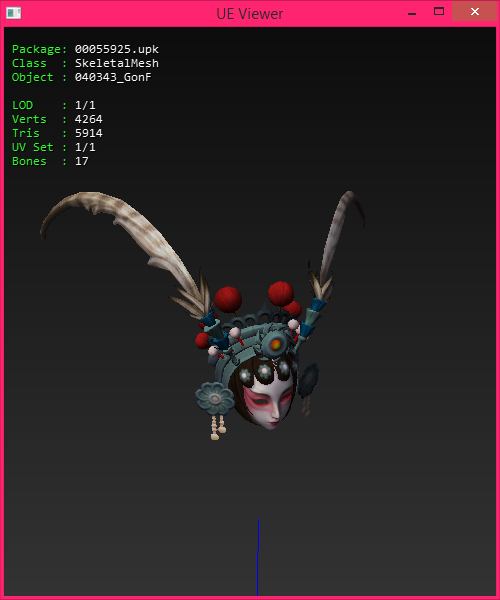 UE Viewer
Package: 00055925.upk
Class : SkeletalMesh
Object : 040343_GonF
LOD : 1/1
Verts : 4264
Tris : 5914
UV Set : 1/1
Bones : 17